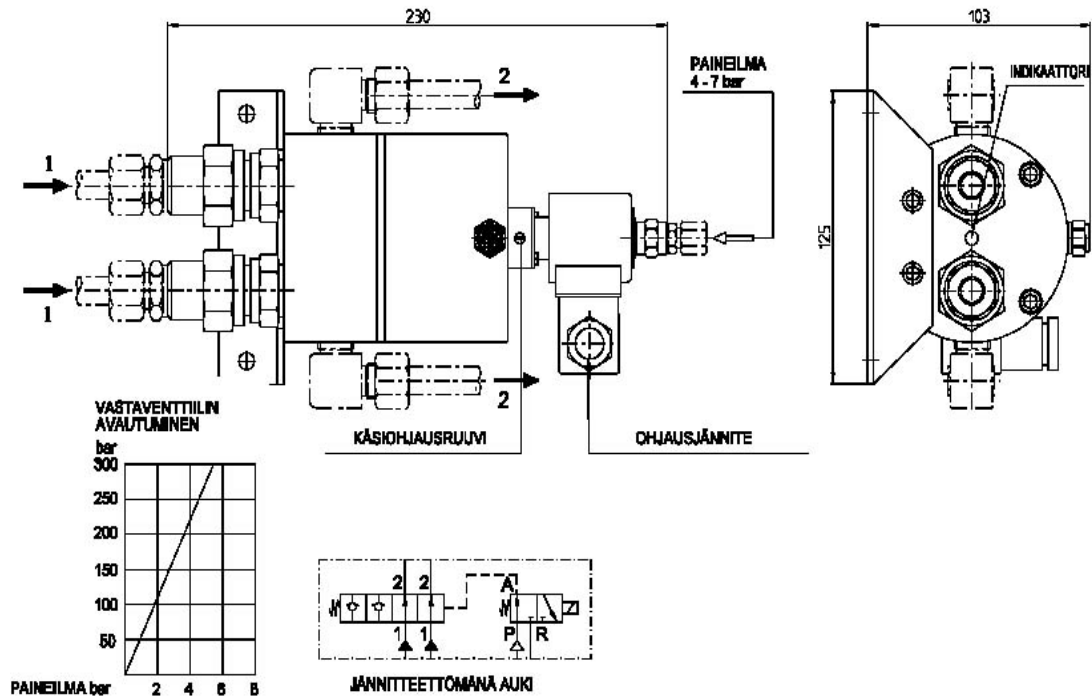 230
103
PAINEILMA
4 - 7 bar
INDIKAATTORI
2
1
125
1
2
VASTAVENTTIILIN
AVAUTUMINEN
bar
KÄSIOHJAUSRUUVI
OHJAUSJÄNNITE
300
250
200
150
100
50
2 2 A
1 1 P R
PAINEILMA bar 2 4 6 8
JÄNNITTEETTÖMÄNÄ AUKI